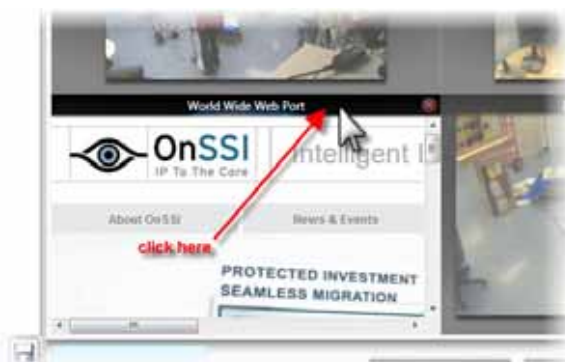 World Wide Web Port
OnSSI
IP To The Core
Intelligent
About OnSSI
News & Events
click here
PROTECTED INVESTMENT
SEAMLESS MIGRATION